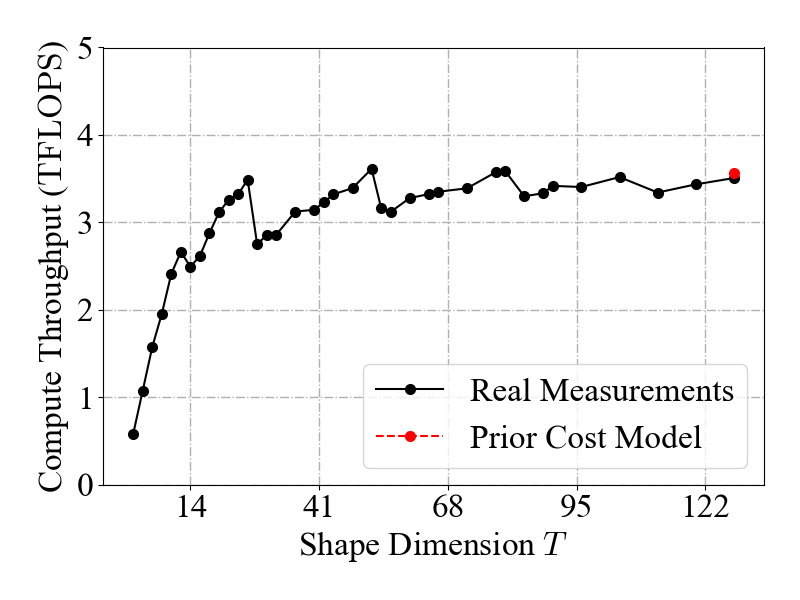 Compute Throughput (TFLOPS)
5
4
3
2
1
0
Real Measurements
Prior Cost Model
14 41 68 95 122
Shape Dimension T